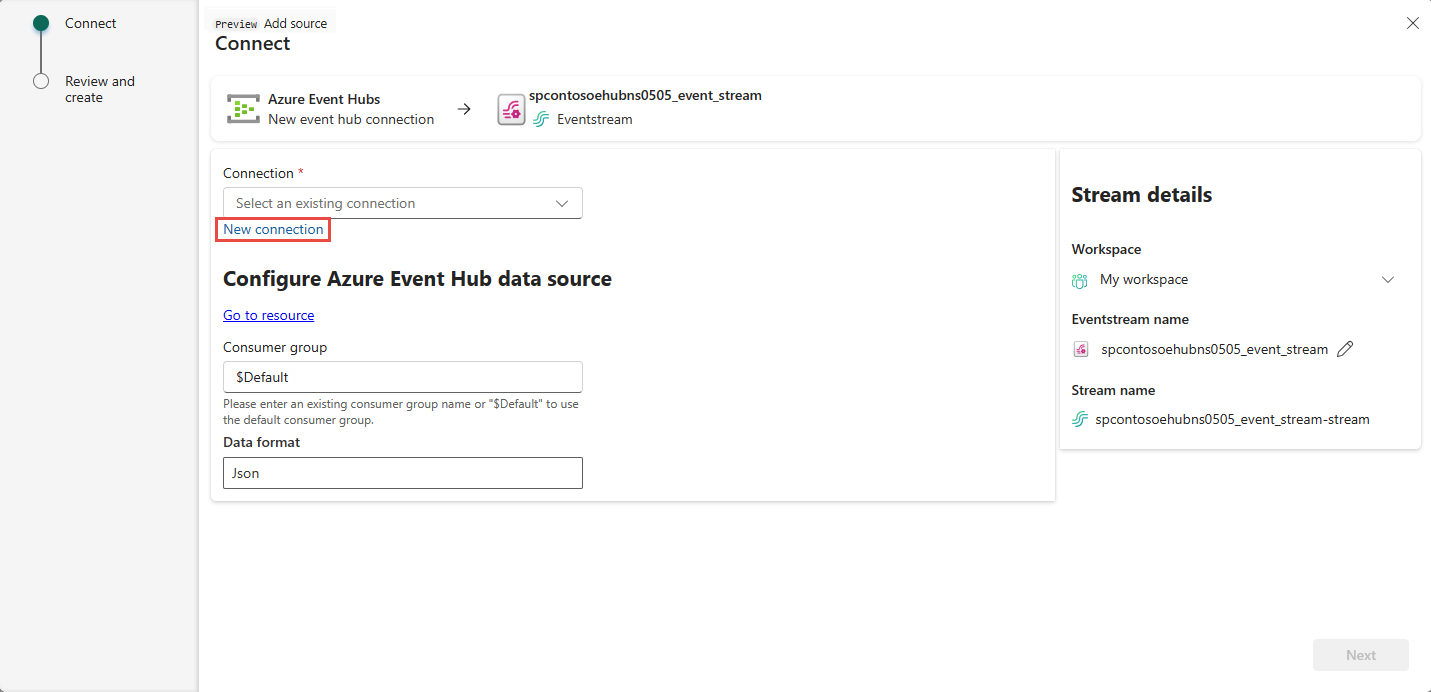 Connect
Review and
create
Preview Add source
Connect
Azure Event Hubs
New event hub connection
spcontosoehubns0505_event_stream
Eventstream
Connection *
Select an existing connection
New connection
Configure Azure Event Hub data source
Go to resource
Consumer group
$Default
Please enter an existing consumer group name or "$Default" to use
the default consumer group.
Data format
Json
Stream details
Workspace
My workspace
Eventstream name
spcontosoehubns0505_event_stream
Stream name
spcontosoehubns0505_event_stream-stream
Next